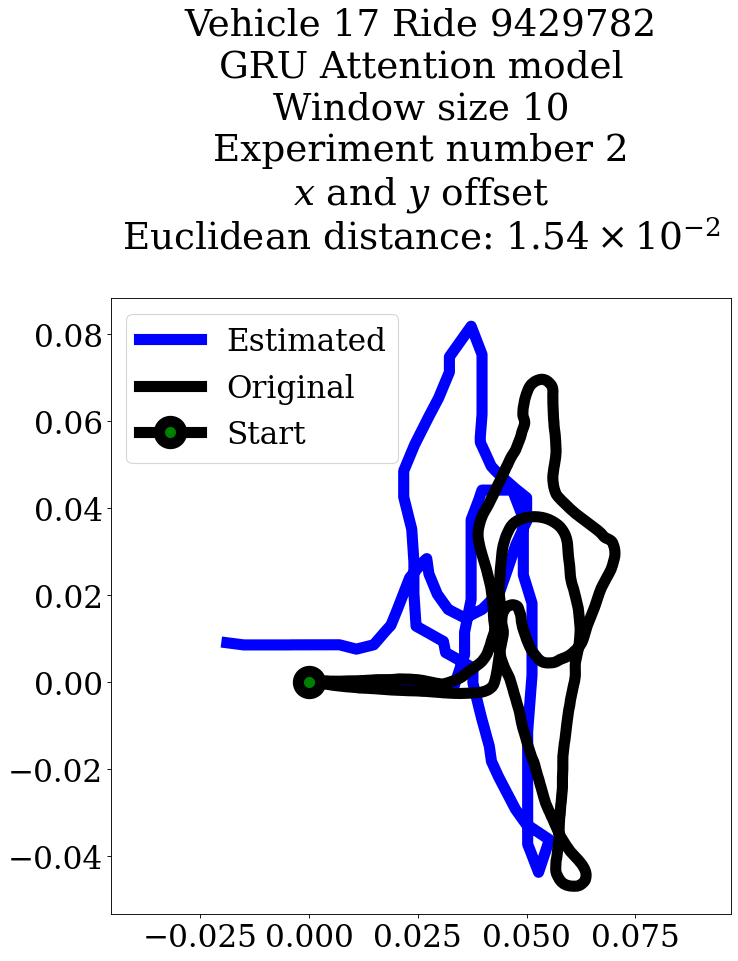 Vehicle 17 Ride 9429782
GRU Attention model
Window size 10
Experiment number 2
x and y offset
Euclidean distance: 1.54 × 10⁻²
Estimated
Original
Start
0.08
0.06
0.04
0.02
0.00
−0.02
−0.04
−0.025 0.000 0.025 0.050 0.075